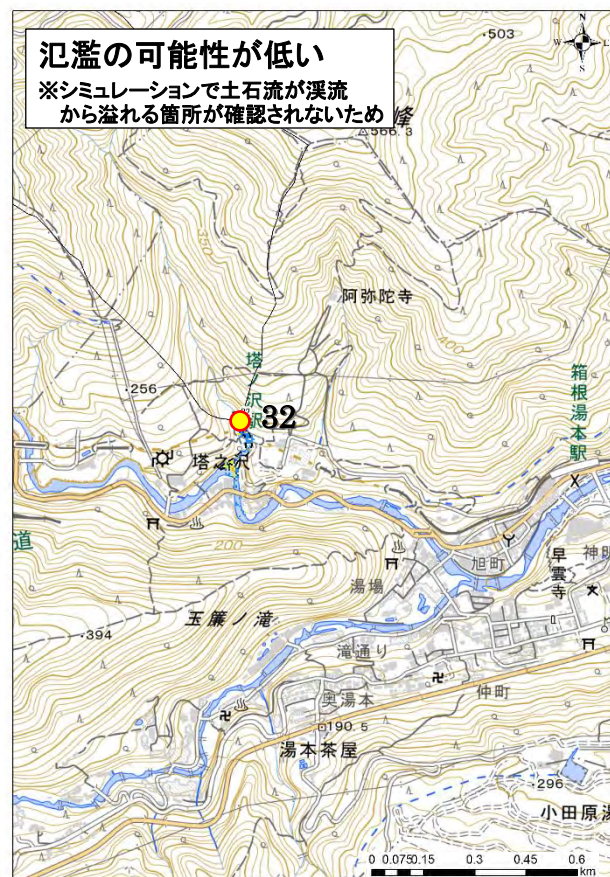 氾濫の可能性が低い
※シミュレーションで土石流が渓流
から溢れる箇所が確認されないため
N
W
S
503
峰
566.3
350
阿弥陀寺
400
塔ノ沢駅
箱根湯本駅
256
32
塔之沢
道
200
旭町
早雲寺
神明
湯場
玉簾ノ滝
394
滝通り
仲町
奥湯本
190.5
湯本茶屋
296
小田原湯
0 0.075 0.15 0.3 0.45 0.6
km